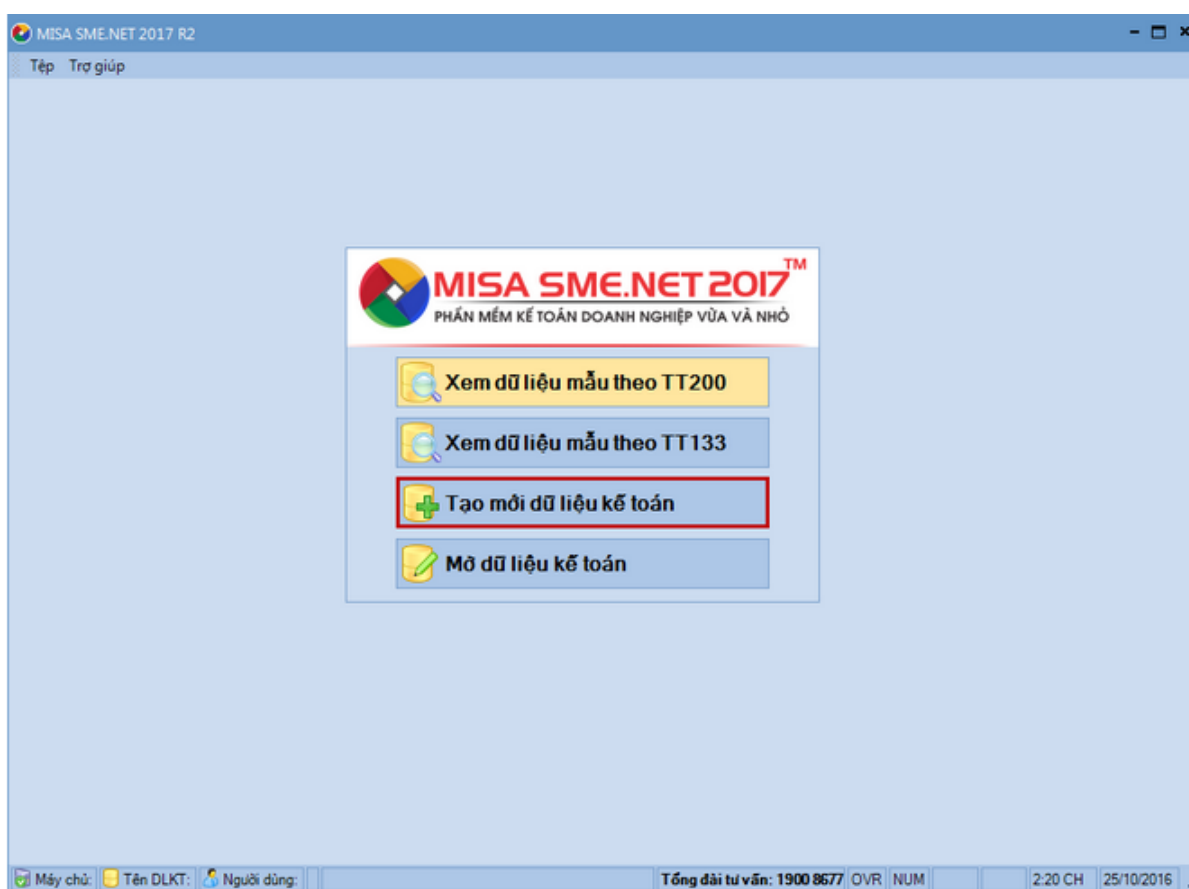 MISA SME.NET 2017 R2
Tệp Trợ giúp
MISA SME.NET 2017™
PHẦN MỀM KẾ TOÁN DOANH NGHIỆP VỪA VÀ NHỎ
Xem dữ liệu mẫu theo TT200
Xem dữ liệu mẫu theo TT133
Tạo mới dữ liệu kế toán
Mở dữ liệu kế toán
Máy chủ: Tên DLKT: Người dùng: Tổng đài tư vấn: 1900 8677 OVR NUM 2:20 CH 25/10/2016